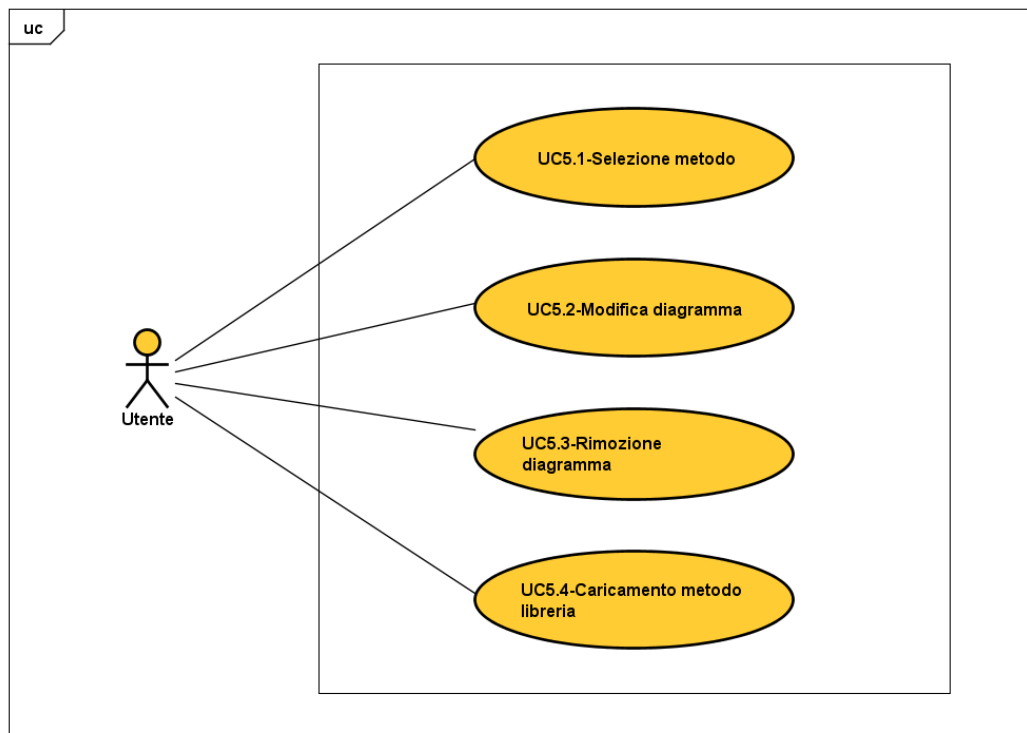 uc
UC5.1-Selezione metodo
UC5.2-Modifica diagramma
Utente
UC5.3-Rimozione
diagramma
UC5.4-Caricamento metodo
libreria